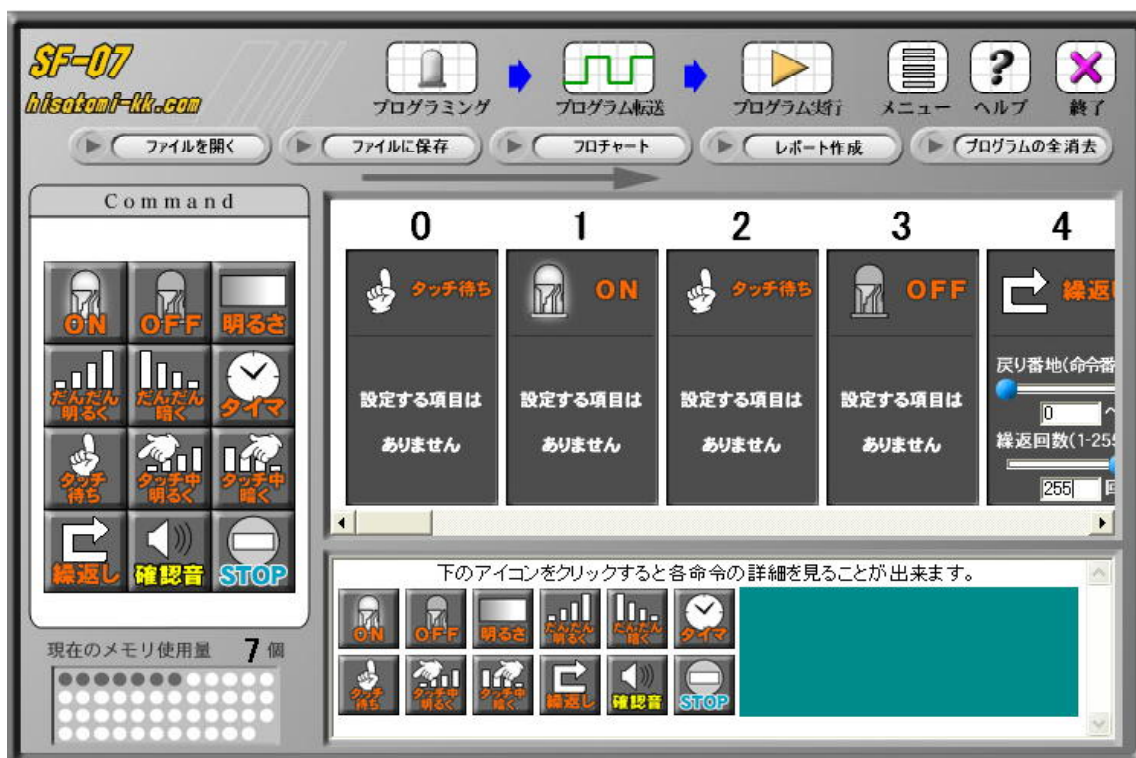 SF-07
hisatomi-kk.com
プログラミング
プログラム転送
プログラム実行
メニュー
ヘルプ
終了
ファイルを開く
ファイルに保存
フロチャート
レポート作成
プログラムの全消去
Command
ON
OFF
明るさ
だんだん
明るく
だんだん
暗く
タイマ
タッチ
待ち
タッチ中
明るく
タッチ中
暗く
繰返し
確認音
STOP
現在のメモリ使用量 7 個
0 1 2 3 4
タッチ待ち
設定する項目は
ありません
ON
設定する項目は
ありません
タッチ待ち
設定する項目は
ありません
OFF
設定する項目は
ありません
繰返し
戻り番地(命令番
0 へ
繰返回数(1-255
255 回
下のアイコンをクリックすると各命令の詳細を見ることが出来ます。
ON
OFF
明るさ
だんだん
明るく
だんだん
暗く
タイマ
タッチ
待ち
タッチ中
明るく
タッチ中
暗く
繰返し
確認音
STOP